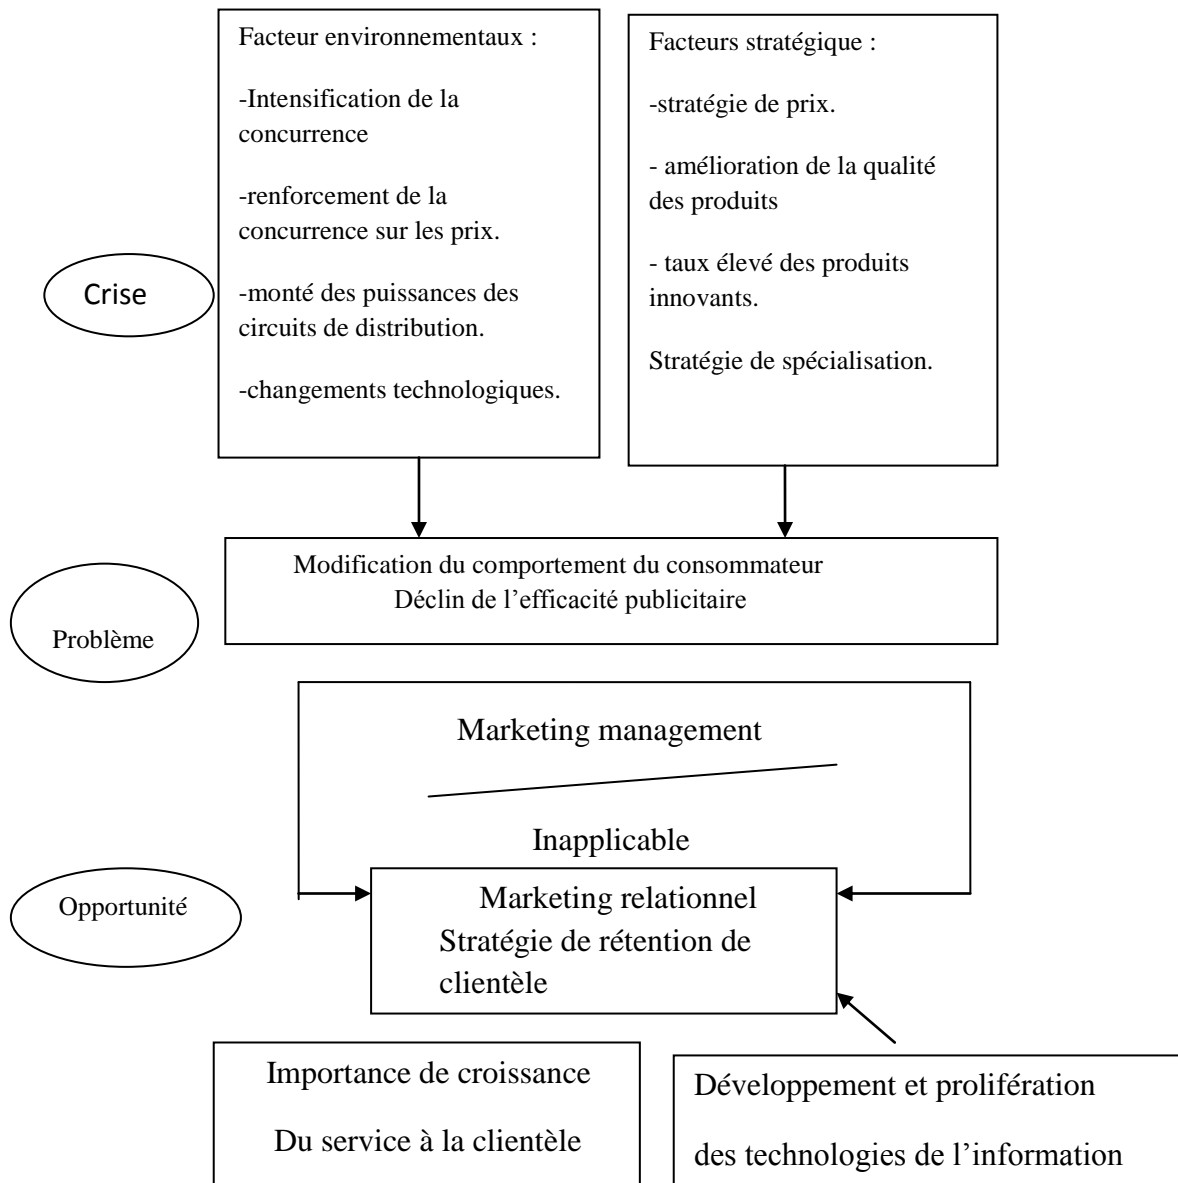 Facteur environnementaux :
-Intensification de la
concurrence
-renforcement de la
concurrence sur les prix.
-monté des puissances des
circuits de distribution.
-changements technologiques.
Facteurs stratégique :
-stratégie de prix.
- amélioration de la qualité
des produits
- taux élevé des produits
innovants.
Stratégie de spécialisation.
Crise
Modification du comportement du consommateur
Déclin de l’efficacité publicitaire
Problème
Marketing management
Inapplicable
Opportunité
Marketing relationnel
Stratégie de rétention de
clientèle
Importance de croissance
Du service à la clientèle
Développement et prolifération
des technologies de l’information